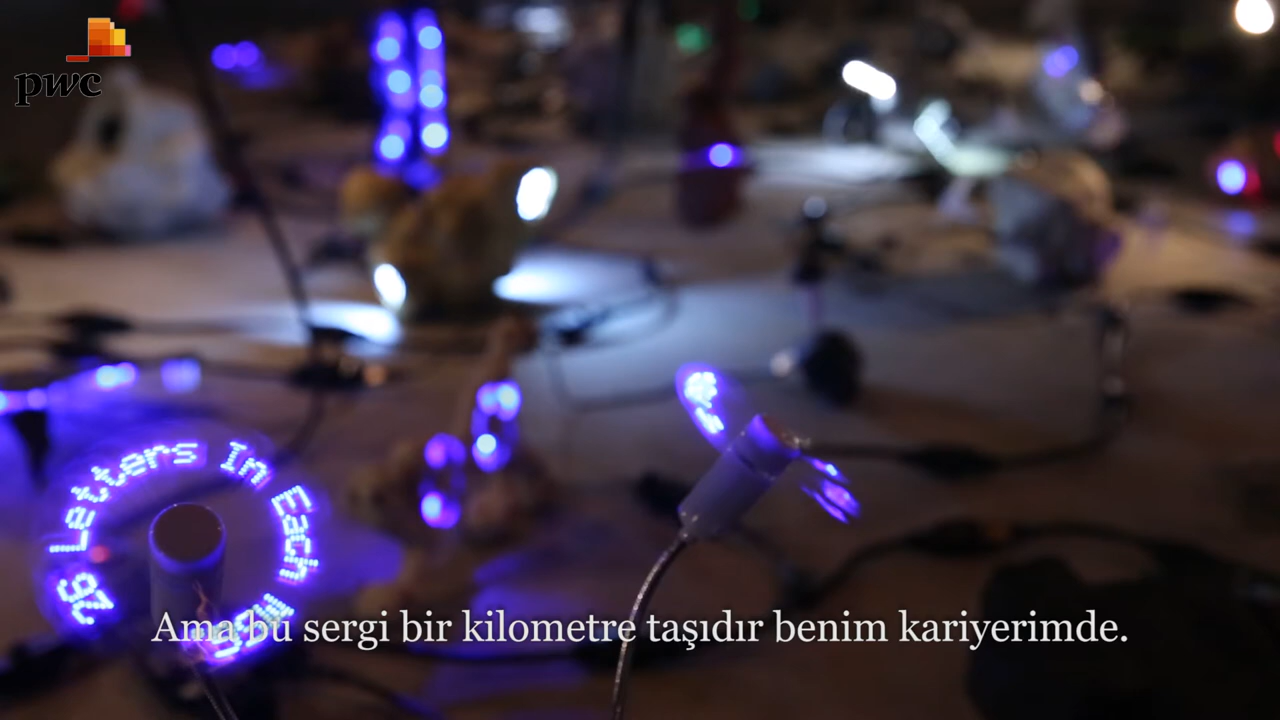 pwc
26 Letters In Each
Ama bu sergi bir kilometre taşıdır benim kariyerimde.